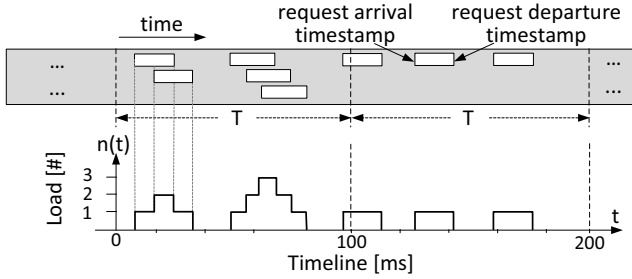 time
request arrival timestamp
request departure timestamp
... ...
... ...
T T
n(t)
Load [#]
3
2
1
t
0 100 200
Timeline [ms]